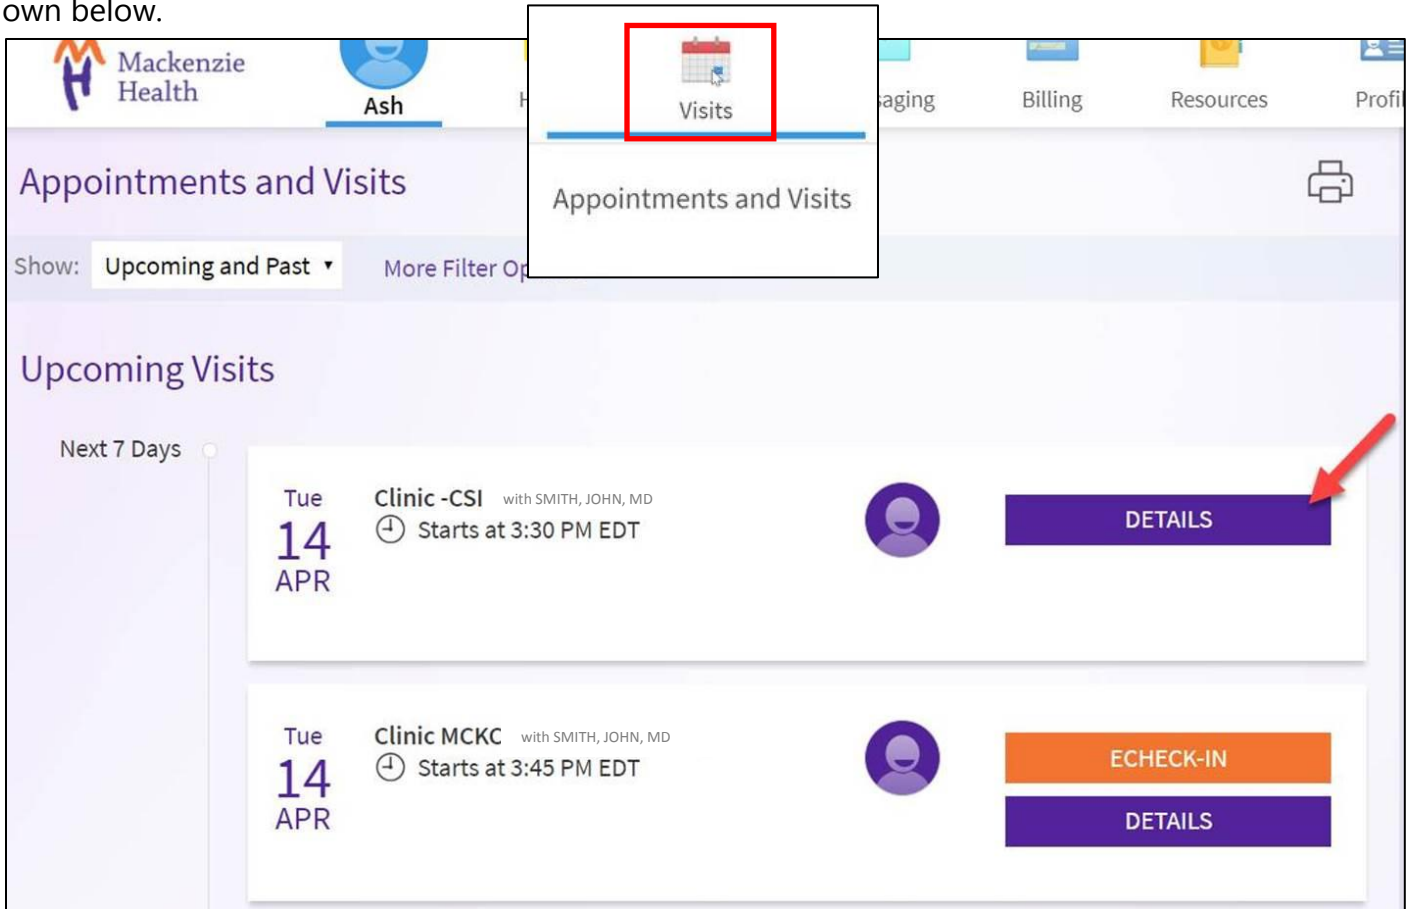 own below.
Mackenzie
Health
Ash
H
Visits
aging
Billing
Resources
Profil
Appointments and Visits
Appointments and Visits
Show: Upcoming and Past
More Filter Op
Upcoming Visits
Next 7 Days
Tue
14
APR
Clinic -CSI with SMITH, JOHN, MD
Starts at 3:30 PM EDT
DETAILS
Tue
14
APR
Clinic MCKC with SMITH, JOHN, MD
Starts at 3:45 PM EDT
ECHECK-IN
DETAILS